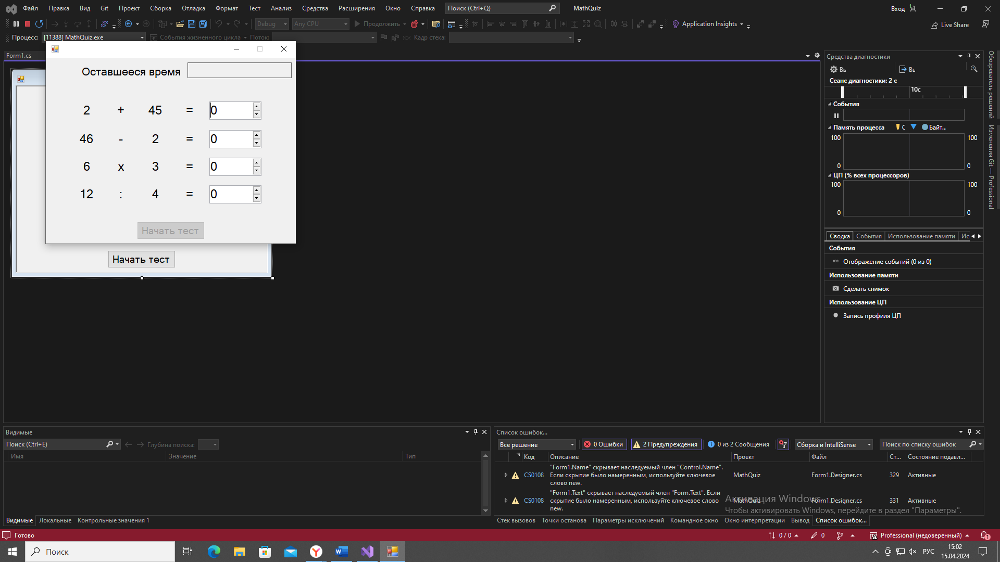 Файл Правка Вид Git Проект Сборка Отладка Формат Тест Анализ Средства Расширения Окно Справка Поиск (Ctrl+Q) MathQuiz Вход
Debug Any CPU Продолжить Application Insights Live Share
Процесс: [11388] MathQuiz.exe События жизненного цикла Поток: Кадр стека:
Form1.cs
Оставшееся время
2 + 45 = 0
46 - 2 = 0
6 x 3 = 0
12 : 4 = 0
Начать тест
Начать тест
Средства диагностики
Вы Вы
Сеанс диагностики: 2 с
10с
События
Память процесса С Байт...
100 100
0 0
ЦП (% всех процессоров)
100 100
0 0
Сводка События Использование памяти Ис
События
Отображение событий (0 из 0)
Использование памяти
Сделать снимок
Использование ЦП
Запись профиля ЦП
Обозреватель решений
Изменения Git — Professional
Видимые
Поиск (Ctrl+E) Глубина поиска:
Имя Значение Тип
Видимые Локальные Контрольные значения 1
Список ошибок...
Все решение 0 Ошибки 2 Предупреждения 0 из 2 Сообщения Сборка и IntelliSense Поиск по списку ошибок
Код Описание Проект Файл Ст... Состояние подавл...
"Form1.Name" скрывает наследуемый член "Control.Name".
CS0108 Если скрытие было намеренным, используйте ключевое MathQuiz Form1.Designer.cs 329 Активные
слово new.
"Form1.Text" скрывает наследуемый член "Form.Text". Если
CS0108 скрытие было намеренным, используйте ключевое слово MathQuiz Form1.Designer.cs 331 Активные
new.
Активация Windows
Чтобы активировать Windows, перейдите в раздел "Параметры".
Стек вызовов Точки останова Параметры исключений Командное окно Окно интерпретации Вывод Список ошибок...
Готово 0 / 0 0 Professional (недоверенный) 1
Поиск РУС 15:02
15.04.2024